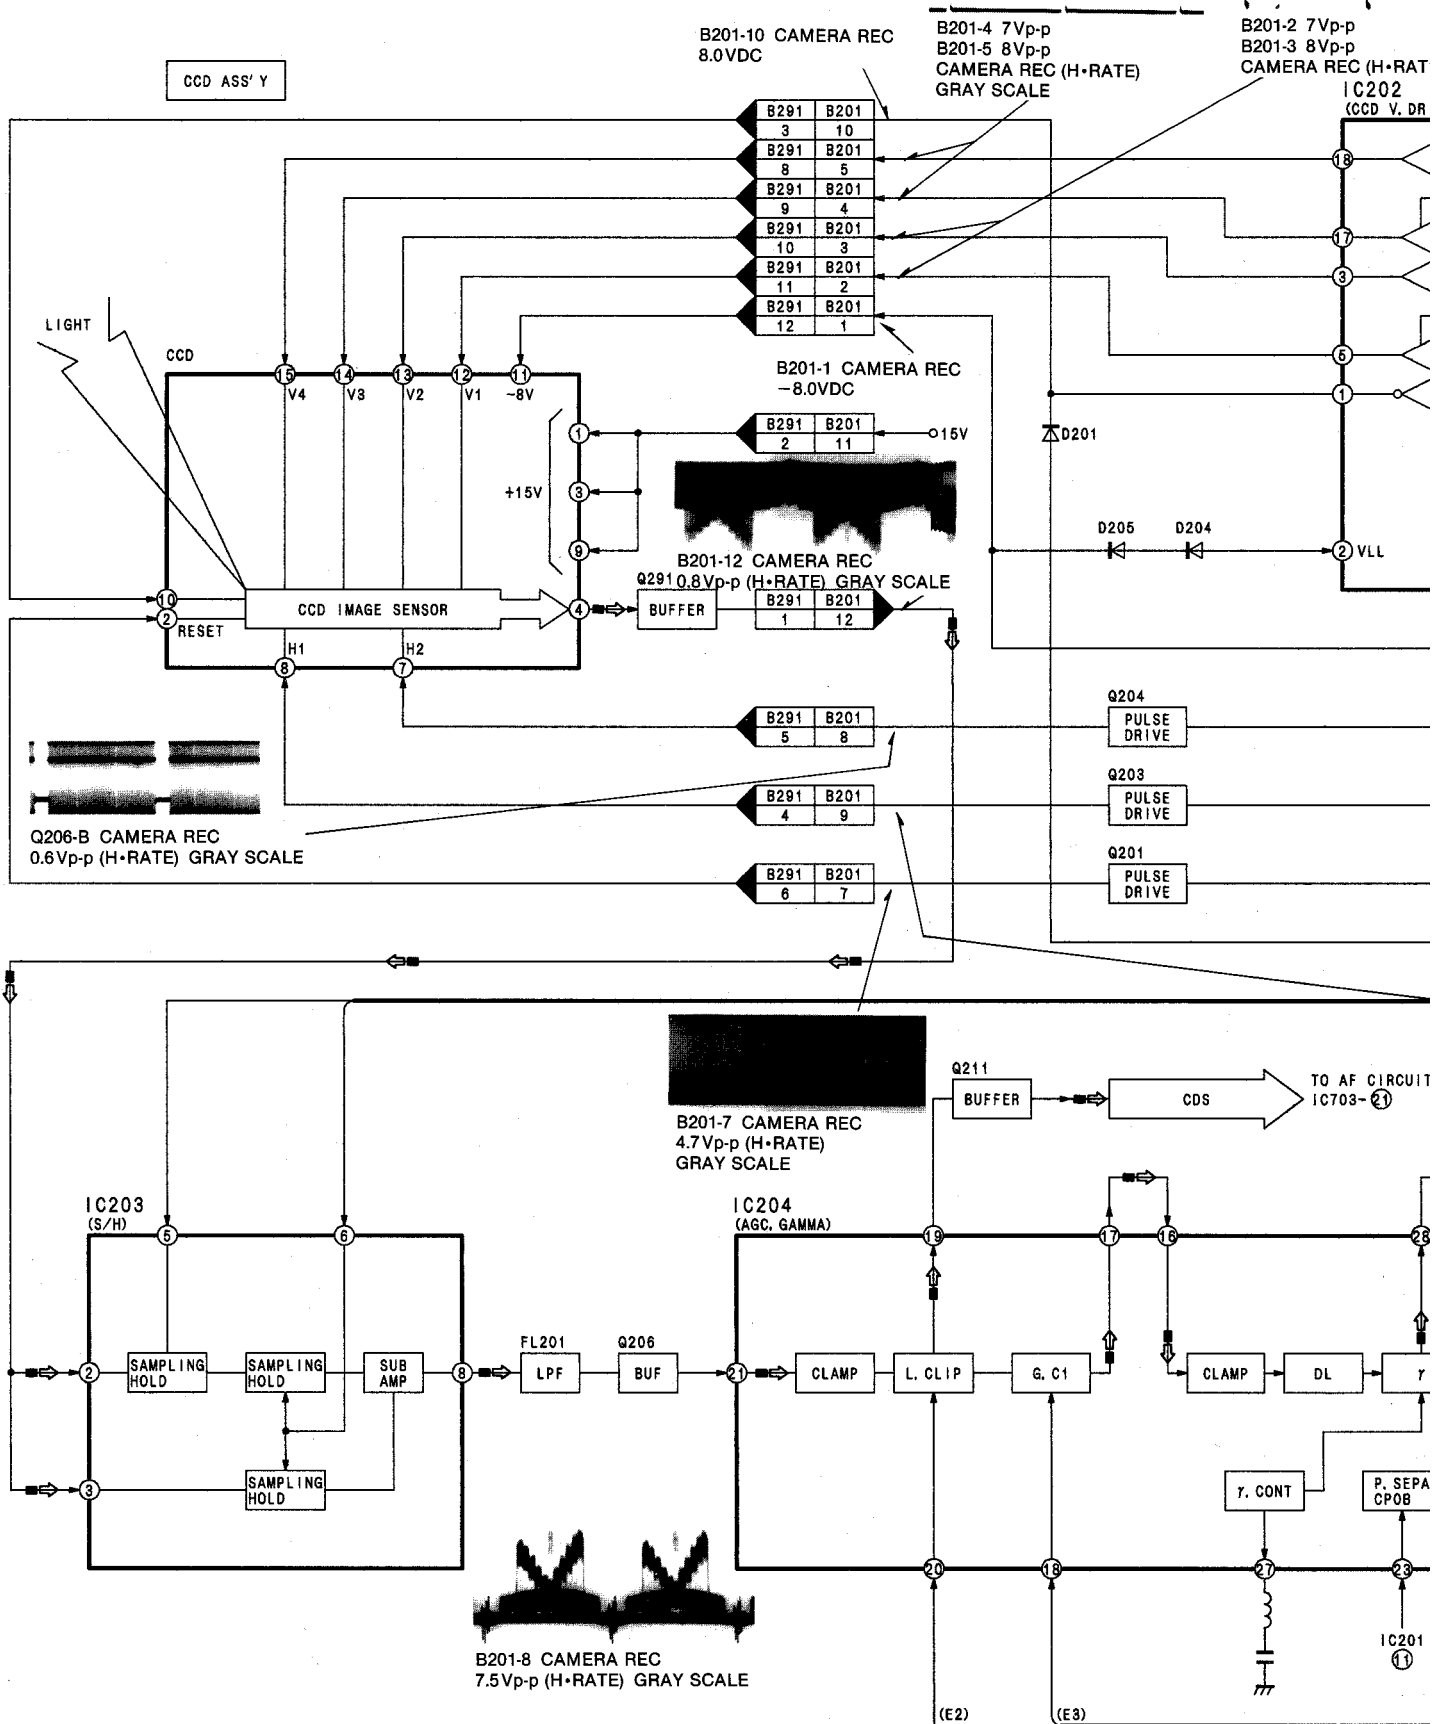 B201-10 CAMERA REC
8.0VDC
B201-4 7Vp-p
B201-5 8Vp-p
CAMERA REC (H•RATE)
GRAY SCALE
B201-2 7Vp-p
B201-3 8Vp-p
CAMERA REC (H•RAT
IC202
(CCD V. DR
CCD ASS'Y
B291 B201
3 10
B291 B201
8 5
B291 B201
9 4
B291 B201
10 3
B291 B201
11 2
B291 B201
12 1
18
17
3
5
1
2 VLL
LIGHT
CCD
15 14 13 12 11
V4 V3 V2 V1 -8V
B201-1 CAMERA REC
-8.0VDC
1
B291 B201
2 11
15V
D201
+15V
3
9
D205 D204
B201-12 CAMERA REC
0.8Vp-p (H•RATE) GRAY SCALE
Q291
10
2
RESET
CCD IMAGE SENSOR
4
BUFFER
B291 B201
1 12
H1 H2
8 7
Q204
B291 B201
5 8
PULSE
DRIVE
Q203
B291 B201
4 9
PULSE
DRIVE
Q206-B CAMERA REC
0.6Vp-p (H•RATE) GRAY SCALE
Q201
B291 B201
6 7
PULSE
DRIVE
Q211
BUFFER
CDS
TO AF CIRCUIT
IC703-21
B201-7 CAMERA REC
4.7Vp-p (H•RATE)
GRAY SCALE
IC203
(S/H)
5 6
IC204
(AGC, GAMMA)
19 17 16 28
FL201 Q206
2
SAMPLING
HOLD
SAMPLING
HOLD
SUB
AMP
8
LPF
BUF
21
CLAMP
L. CLIP
G. C1
CLAMP
DL
γ
3
SAMPLING
HOLD
γ. CONT
P. SEPA
CPOB
20 18 27 23
B201-8 CAMERA REC
7.5Vp-p (H•RATE) GRAY SCALE
IC201
11
(E2) (E3)